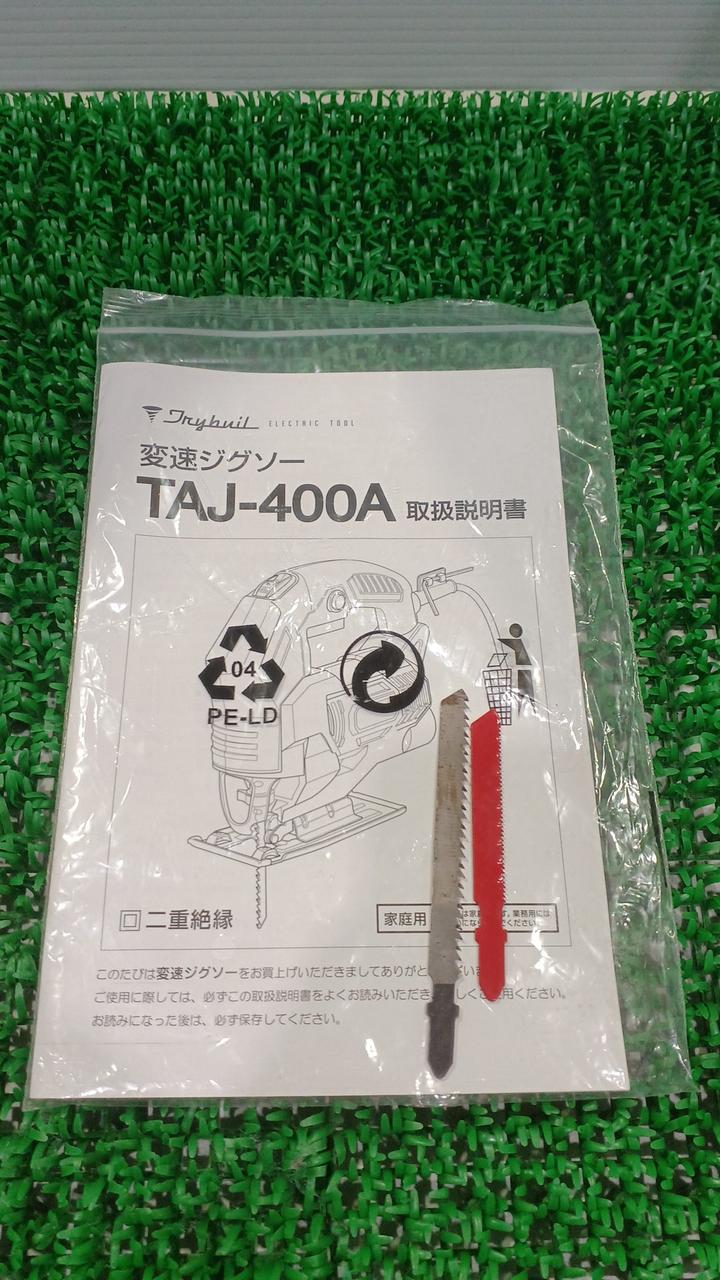 Trybuil ELECTRIC TOOL
変速ジグソー
TAJ-400A 取扱説明書
04
PE-LD
二重絶縁
家庭用
このたびは変速ジグソーをお買上げいただきましてありがと
ご使用に際しては、必ずこの取扱説明書をよくお読みいただき 用ください。
お読みになった後は、必ず保存してください。